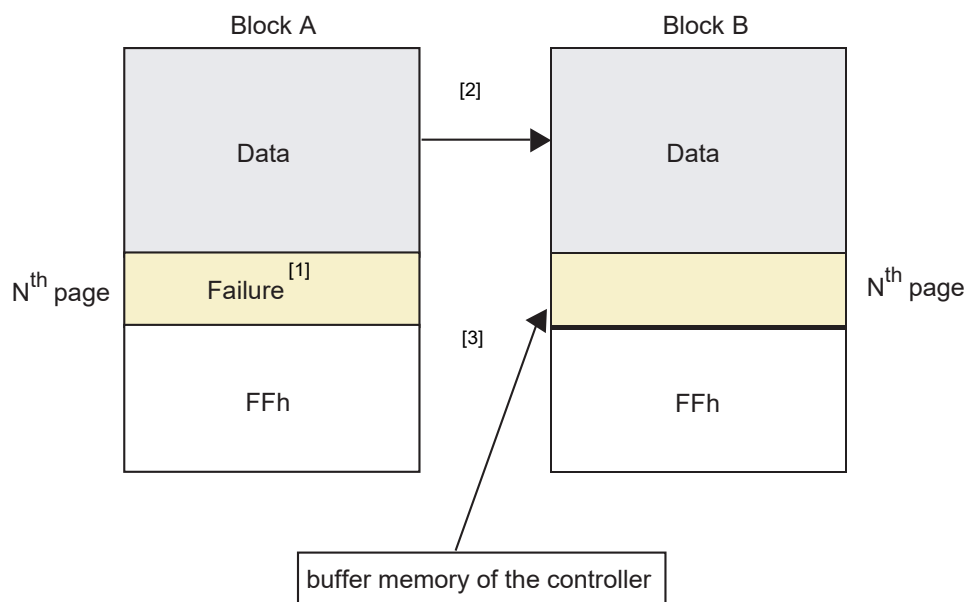 Block A
Block B
[2]
Data
Data
Nth page
Failure[1]
Nth page
[3]
FFh
FFh
buffer memory of the controller